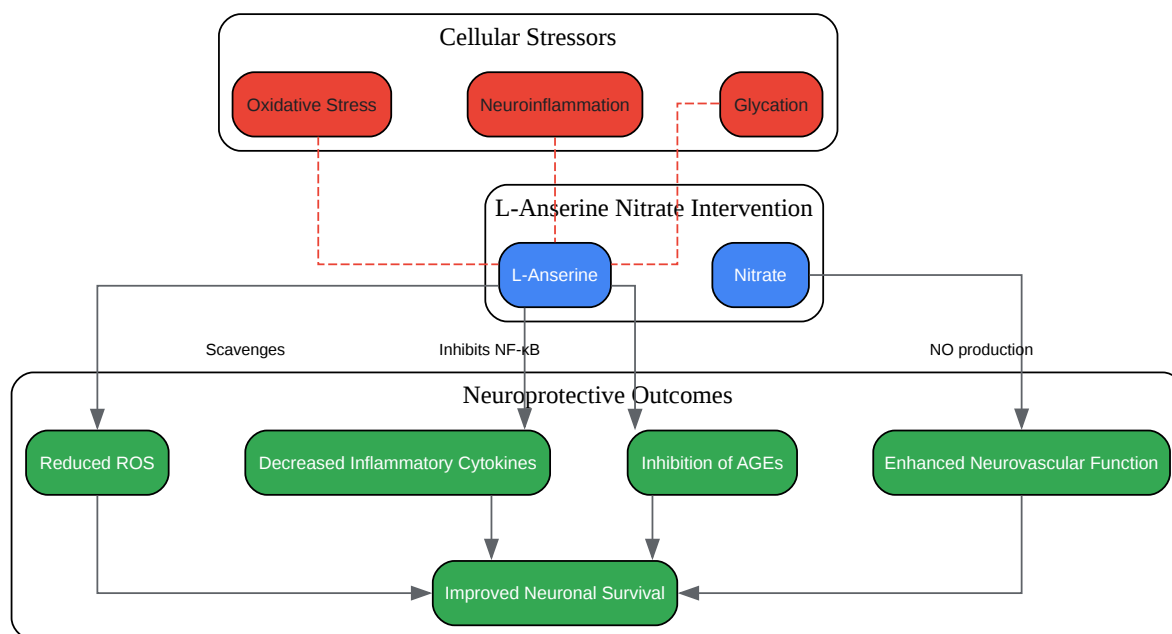 Cellular Stressors
Oxidative Stress
Neuroinflammation
Glycation
L-Anserine Nitrate Intervention
L-Anserine
Nitrate
Scavenges
Inhibits NF-κB
NO production
Neuroprotective Outcomes
Reduced ROS
Decreased Inflammatory Cytokines
Inhibition of AGEs
Enhanced Neurovascular Function
Improved Neuronal Survival